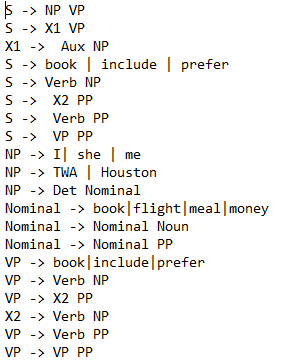 S -> NP VP
S -> X1 VP
X1 ->  Aux NP
S -> book | include | prefer
S -> Verb NP
S ->  X2 PP
S ->  Verb PP
S ->  VP PP
NP -> I| she | me
NP -> TWA | Houston
NP -> Det Nominal
Nominal -> book|flight|meal|money
Nominal -> Nominal Noun
Nominal -> Nominal PP
VP -> book|include|prefer
VP -> Verb NP
VP -> X2 PP
X2 -> Verb NP
VP -> Verb PP
VP -> VP PP